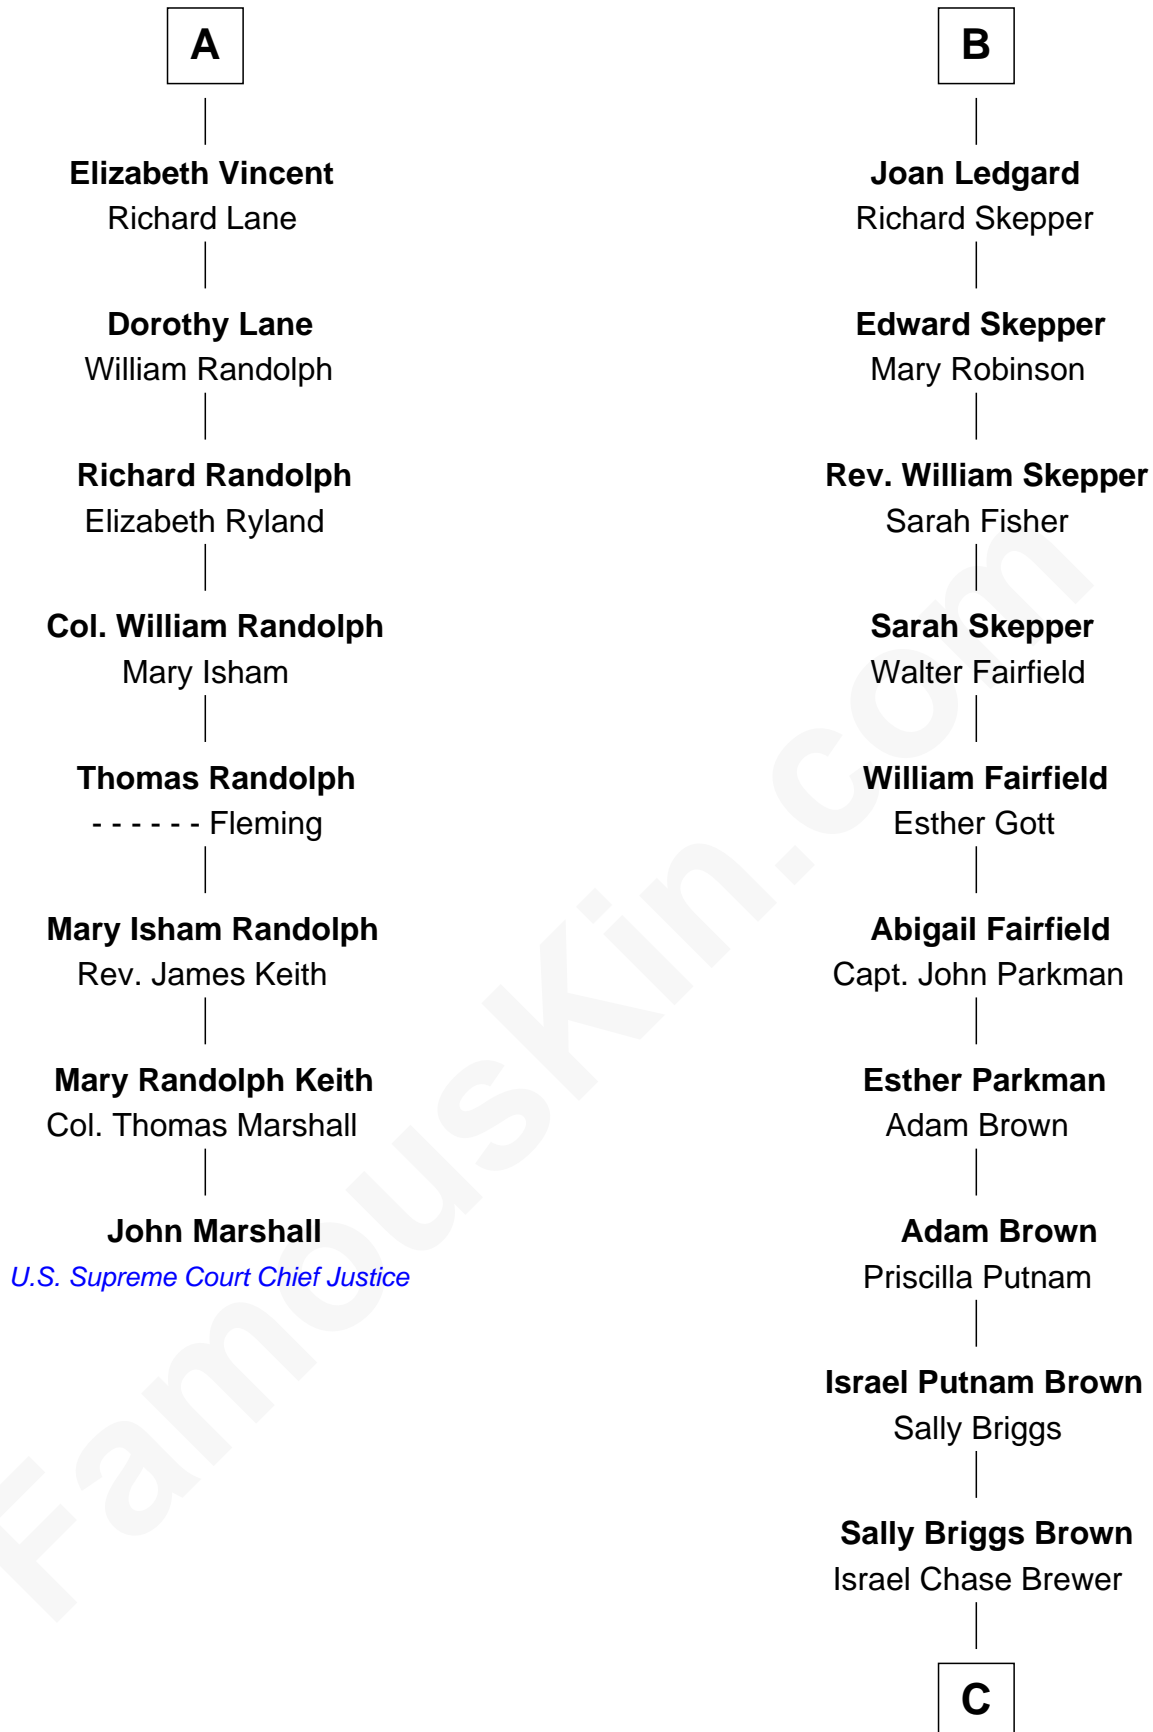 A
Elizabeth Vincent
Richard Lane
Dorothy Lane
William Randolph
Richard Randolph
Elizabeth Ryland
Col. William Randolph
Mary Isham
Thomas Randolph
- - - - - - Fleming
Mary Isham Randolph
Rev. James Keith
Mary Randolph Keith
Col. Thomas Marshall
John Marshall
U.S. Supreme Court Chief Justice
B
Joan Ledgard
Richard Skepper
Edward Skepper
Mary Robinson
Rev. William Skepper
Sarah Fisher
Sarah Skepper
Walter Fairfield
William Fairfield
Esther Gott
Abigail Fairfield
Capt. John Parkman
Esther Parkman
Adam Brown
Adam Brown
Priscilla Putnam
Israel Putnam Brown
Sally Briggs
Sally Briggs Brown
Israel Chase Brewer
C
FamousKin.com